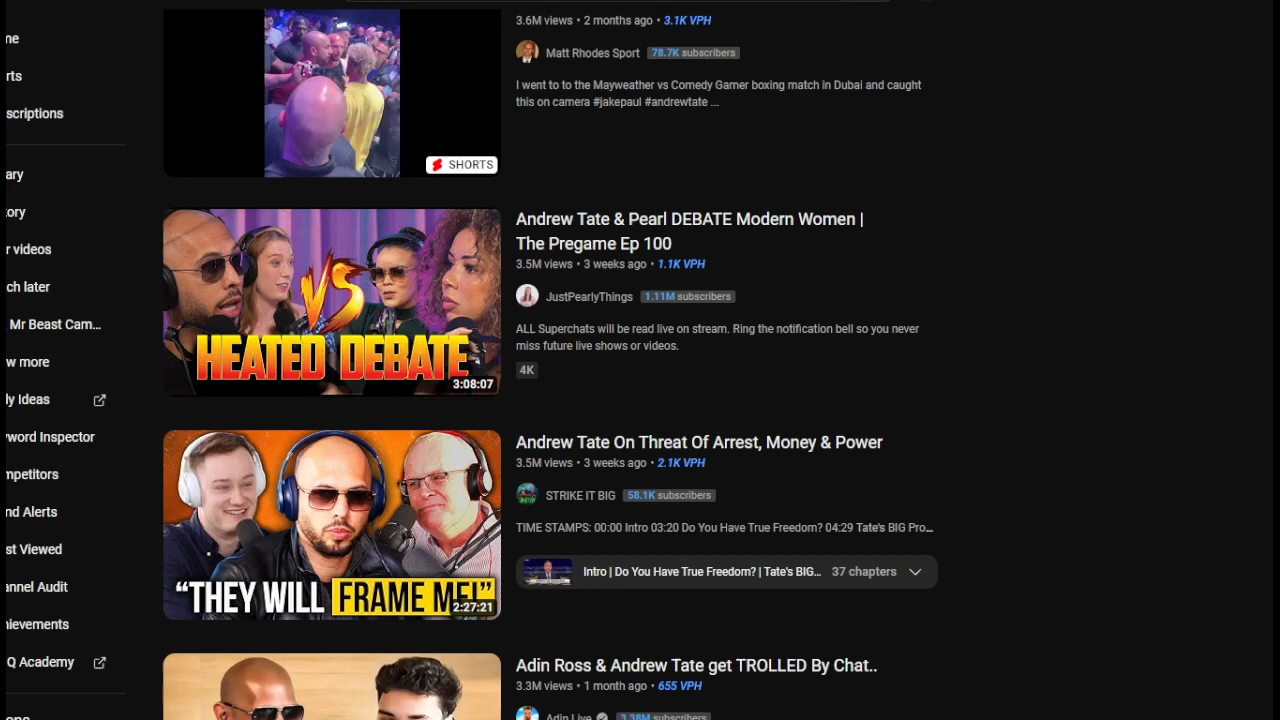 3.6M views • 2 months ago • 3.1K VPH
Matt Rhodes Sport 78.7K subscribers
I went to to the Mayweather vs Comedy Gamer boxing match in Dubai and caught
this on camera #jakepaul #andrewtate ...
SHORTS
ne
rts
scriptions
ary
ory
r videos
ch later
Mr Beast Cam...
w more
ly Ideas
word Inspector
mpetitors
nd Alerts
st Viewed
annel Audit
hievements
Q Academy
Andrew Tate & Pearl DEBATE Modern Women |
The Pregame Ep 100
3.5M views • 3 weeks ago • 1.1K VPH
JustPearlyThings 1.11M subscribers
ALL Superchats will be read live on stream. Ring the notification bell so you never
miss future live shows or videos.
4K
VS
HEATED DEBATE
3:08:07
Andrew Tate On Threat Of Arrest, Money & Power
3.5M views • 3 weeks ago • 2.1K VPH
STRIKE IT BIG 58.1K subscribers
TIME STAMPS: 00:00 Intro 03:20 Do You Have True Freedom? 04:29 Tate's BIG Pro...
Intro | Do You Have True Freedom? | Tate's BIG... 37 chapters
"THEY WILL FRAME ME!"
2:27:21
Adin Ross & Andrew Tate get TROLLED By Chat..
3.3M views • 1 month ago • 655 VPH
Adin Live 3.38M subscribers